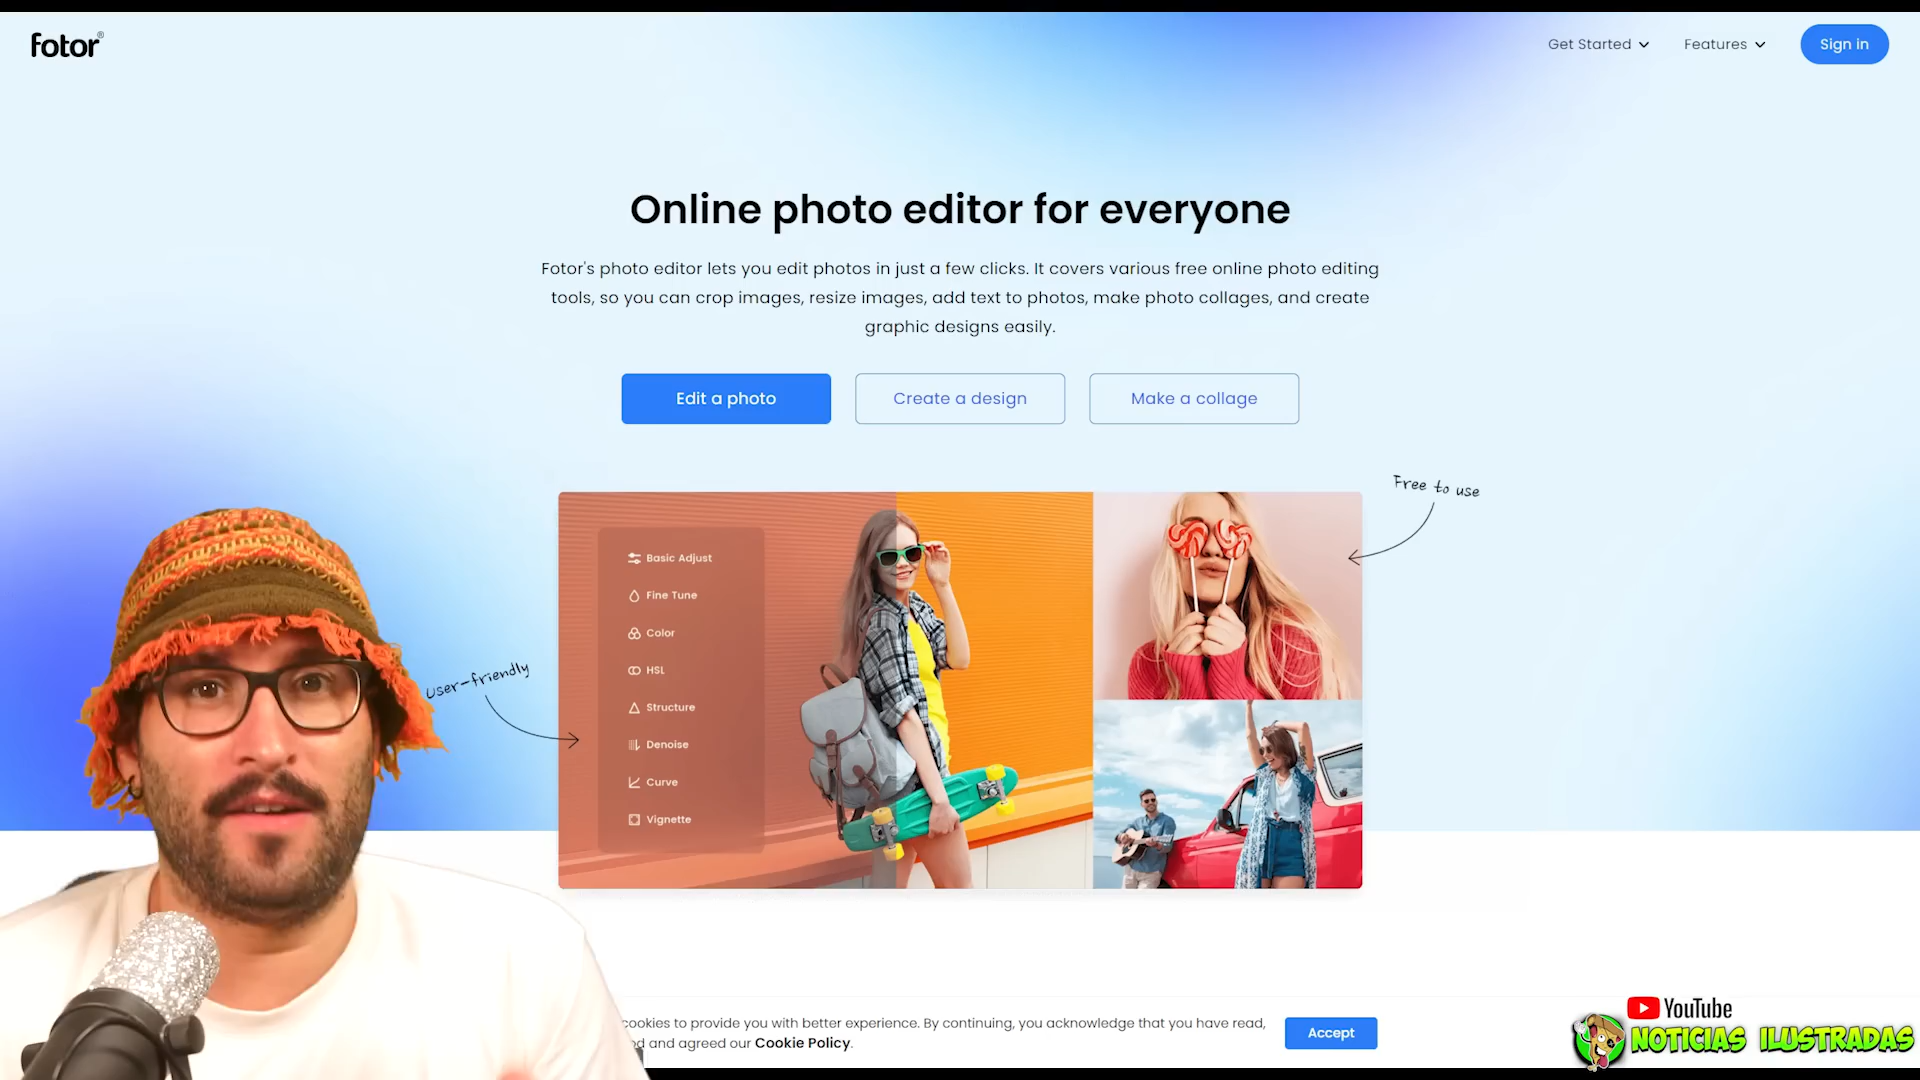 fotor®
Get Started
Features
Sign in
Online photo editor for everyone
Fotor's photo editor lets you edit photos in just a few clicks. It covers various free online photo editing
tools, so you can crop images, resize images, add text to photos, make photo collages, and create
graphic designs easily.
Edit a photo
Create a design
Make a collage
Free to use
Basic Adjust
Fine Tune
Color
HSL
User-friendly
Structure
Denoise
Curve
Vignette
cookies to provide you with better experience. By continuing, you acknowledge that you have read,
and agreed our Cookie Policy.
Accept
YouTube
NOTICIAS ILUSTRADAS